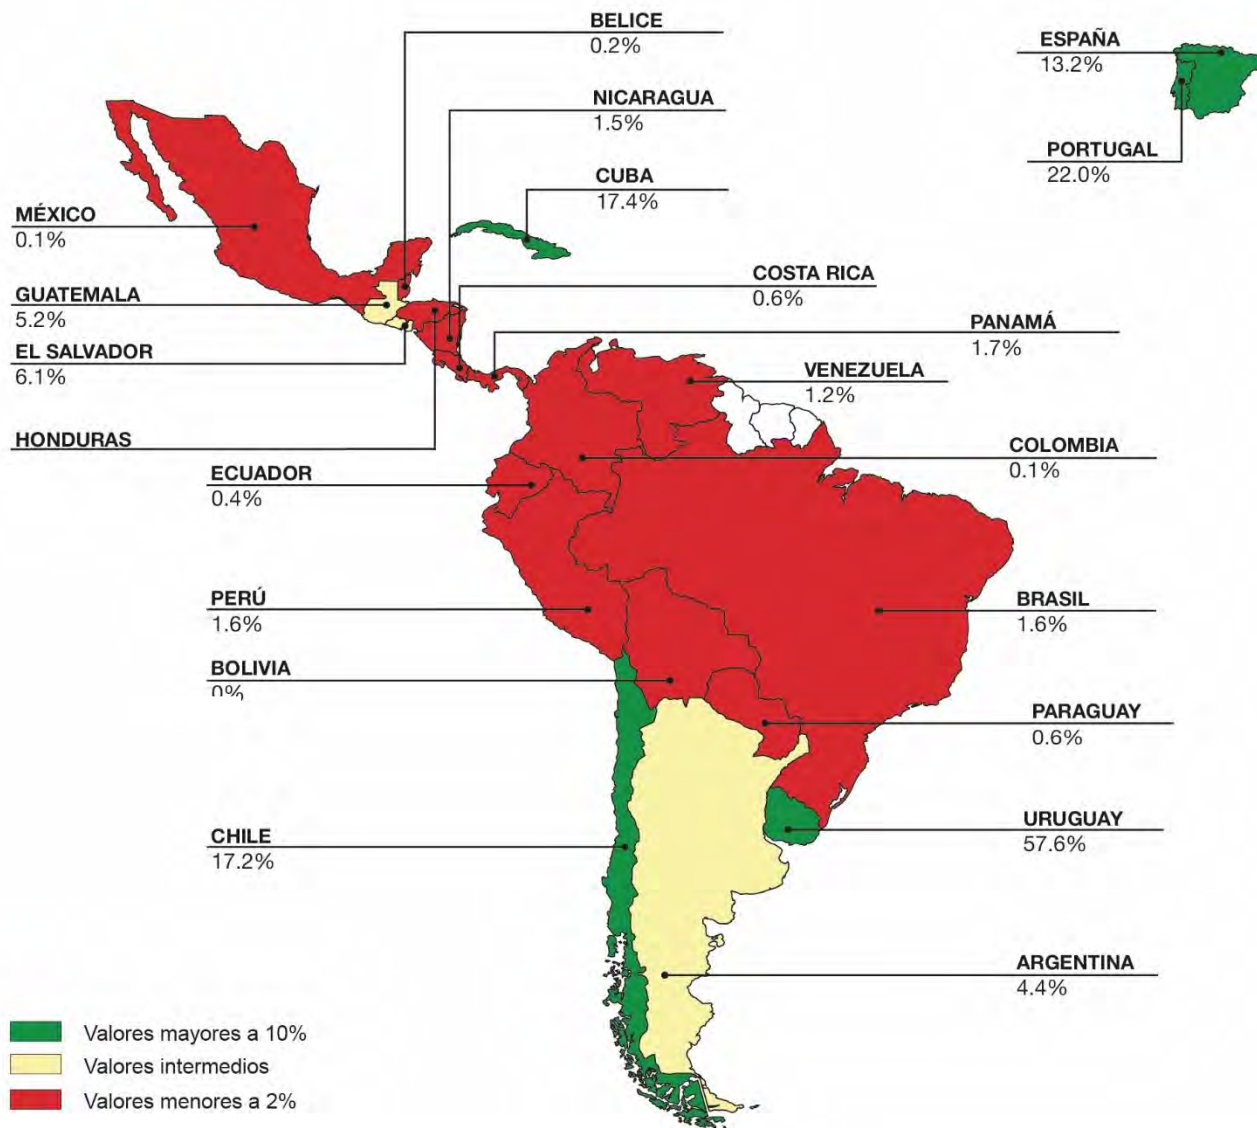 BELICE
0.2%
ESPAÑA
13.2%
NICARAGUA
1.5%
PORTUGAL
22.0%
CUBA
17.4%
MÉXICO
0.1%
COSTA RICA
0.6%
GUATEMALA
5.2%
PANAMÁ
1.7%
EL SALVADOR
6.1%
VENEZUELA
1.2%
HONDURAS
COLOMBIA
0.1%
ECUADOR
0.4%
PERÚ
1.6%
BRASIL
1.6%
BOLIVIA
0%
PARAGUAY
0.6%
URUGUAY
57.6%
CHILE
17.2%
ARGENTINA
4.4%
Valores mayores a 10%
Valores intermedios
Valores menores a 2%